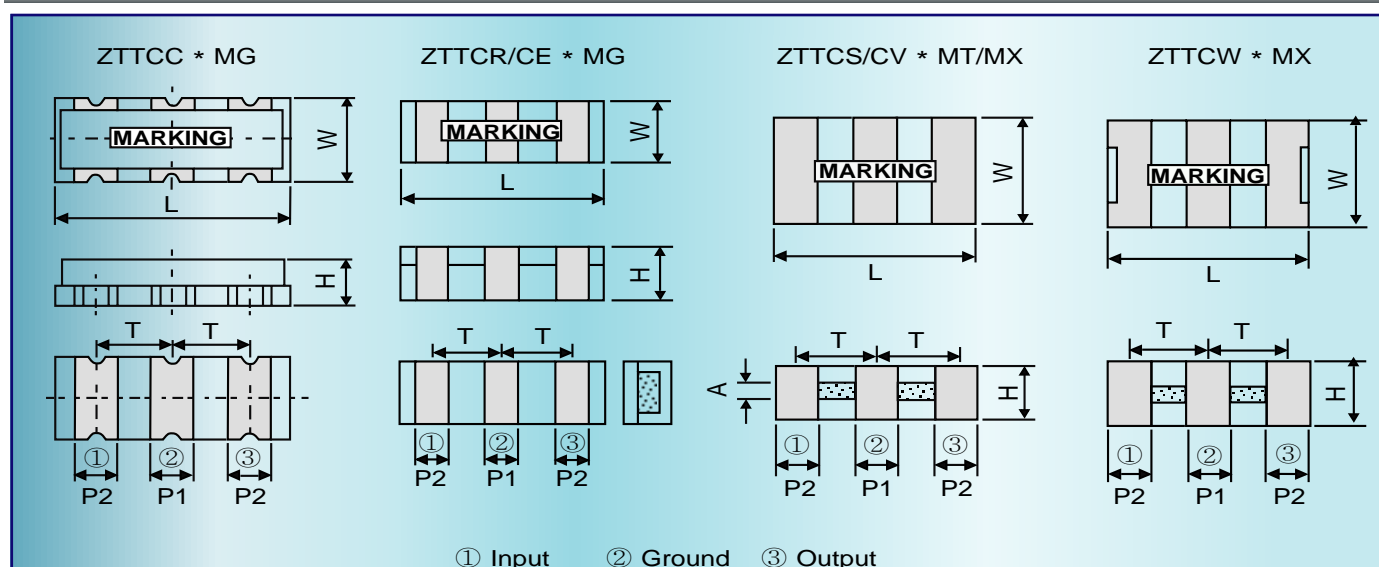 ZTTCC * MG
ZTTCR/CE * MG
ZTTCS/CV * MT/MX
ZTTCW * MX
MARKING
W
L
H
T T
① ② ③
P2 P1 P2
MARKING
W
L
H
T T
① ② ③
P2 P1 P2
MARKING
W
L
T T
A
H
① ② ③
P2 P1 P2
MARKING
W
L
T T
H
① ② ③
P2 P1 P2
① Input ② Ground ③ Output